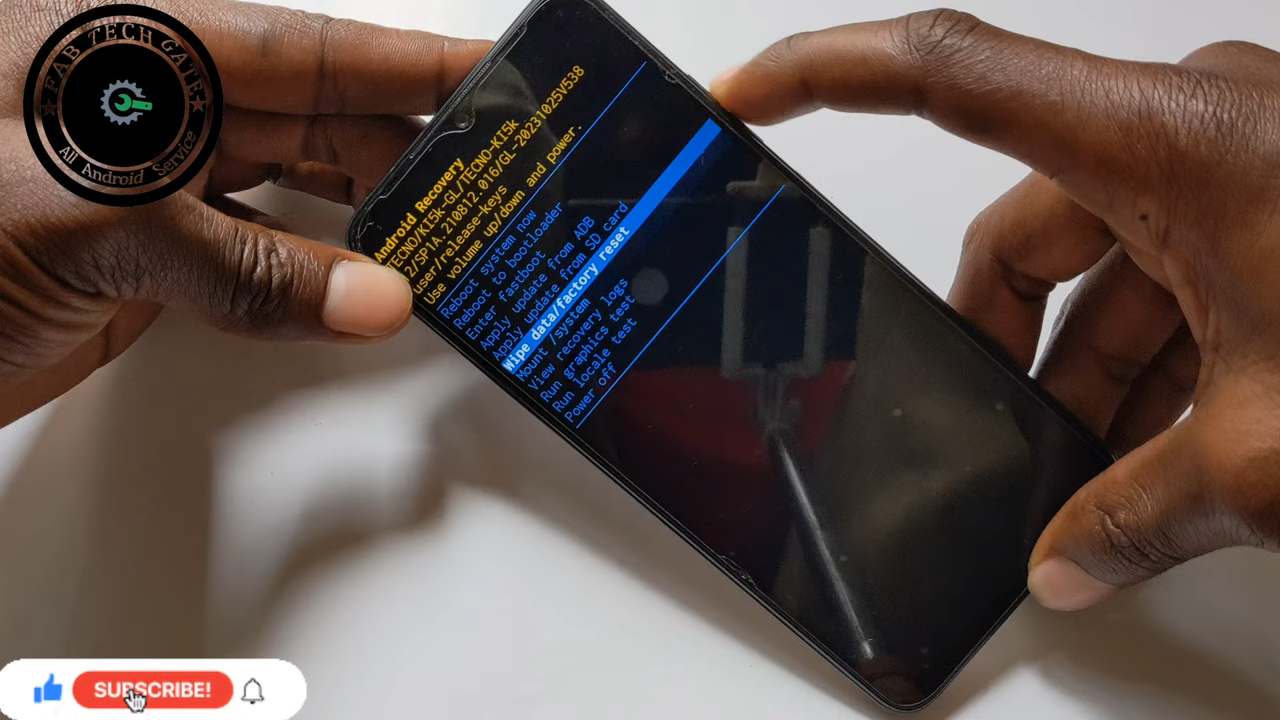 FAB TECH GATE
All Android Service
Android Recovery
TECNO/KI5k-GL/TECNO-KI5k
12/SP1A.210812.016/GL-20231025V538
user/release-keys
Use volume up/down and power.
Reboot system now
Reboot to bootloader
Enter fastboot
Apply update from ADB
Apply update from SD card
Wipe data/factory reset
Mount /system
View recovery logs
Run graphics test
Run locale test
Power off
SUBSCRIBE!